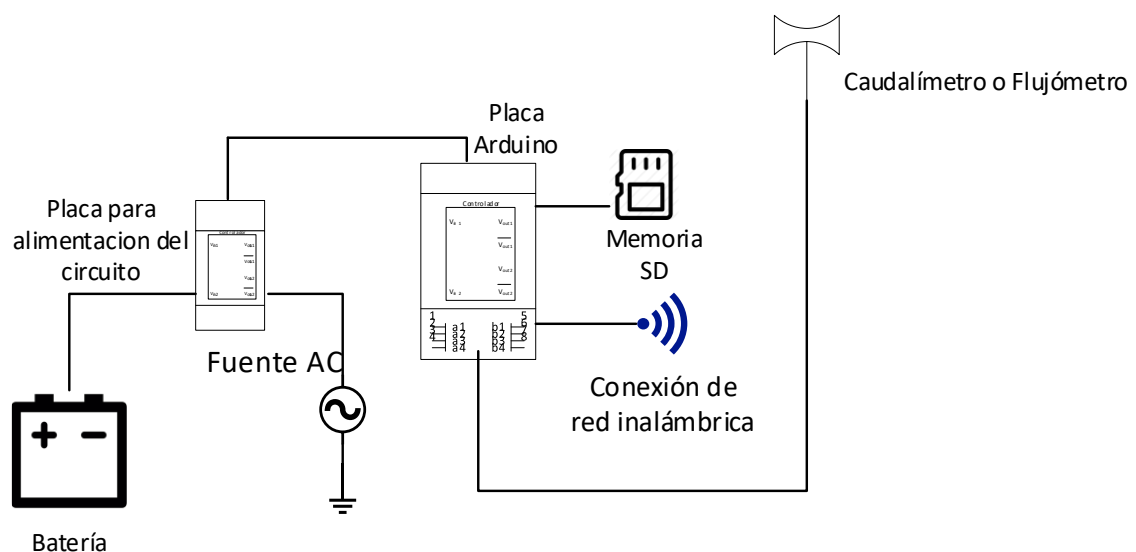 Caudalímetro o Flujómetro
Placa
Arduino
Controlador
Memoria
SD
Placa para
alimentacion del
circuito
Fuente AC
1
2
3
4
a1
a2
a3
a4
b1
b2
b3
b4
5
6
7
8
Conexión de
red inalámbrica
Batería